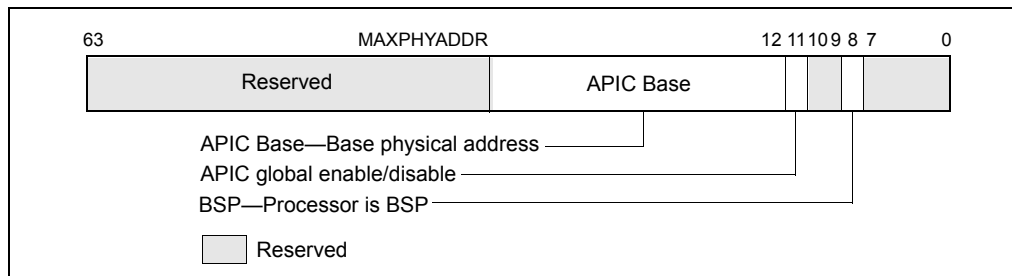 63 MAXPHYADDR 12 11 10 9 8 7 0
Reserved APIC Base
APIC Base—Base physical address
APIC global enable/disable
BSP—Processor is BSP
Reserved